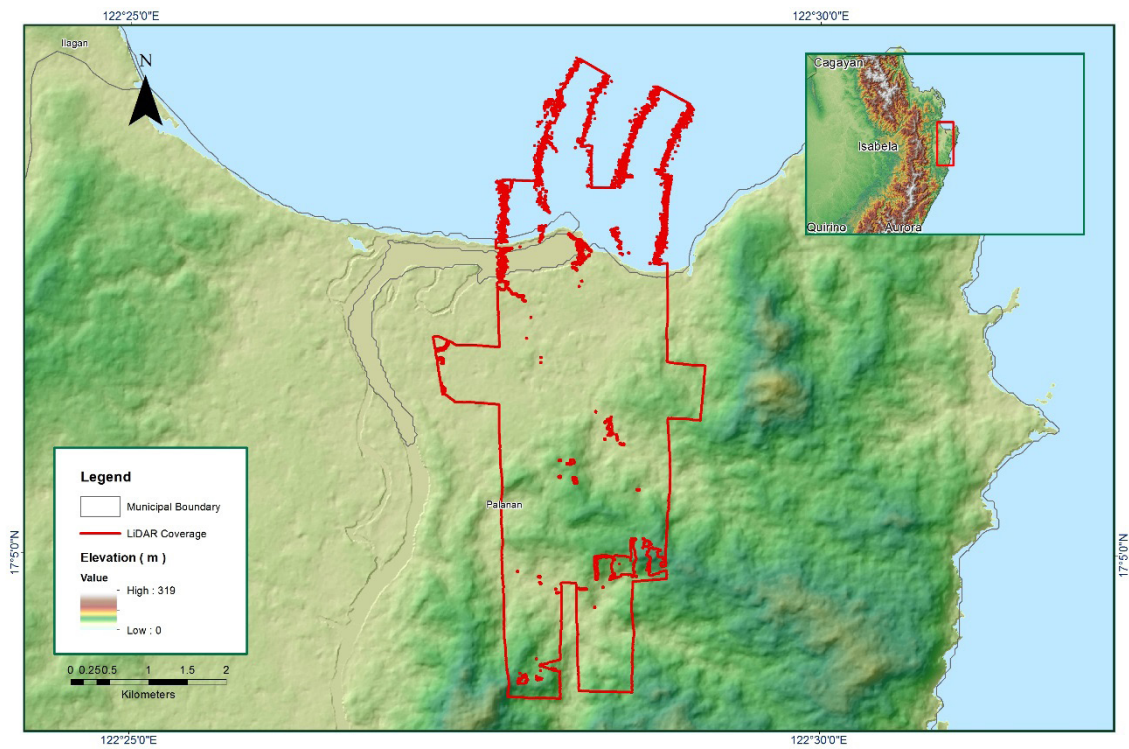 122°25'0"E
122°30'0"E
Ilagan
N
Cagayan
Isabela
Quirino
Aurora
Palanan
17°5'0"N
17°5'0"N
Legend
Municipal Boundary
LiDAR Coverage
Elevation ( m )
Value
High : 319
Low : 0
0 0.250.5 1 1.5 2
Kilometers
122°25'0"E
122°30'0"E